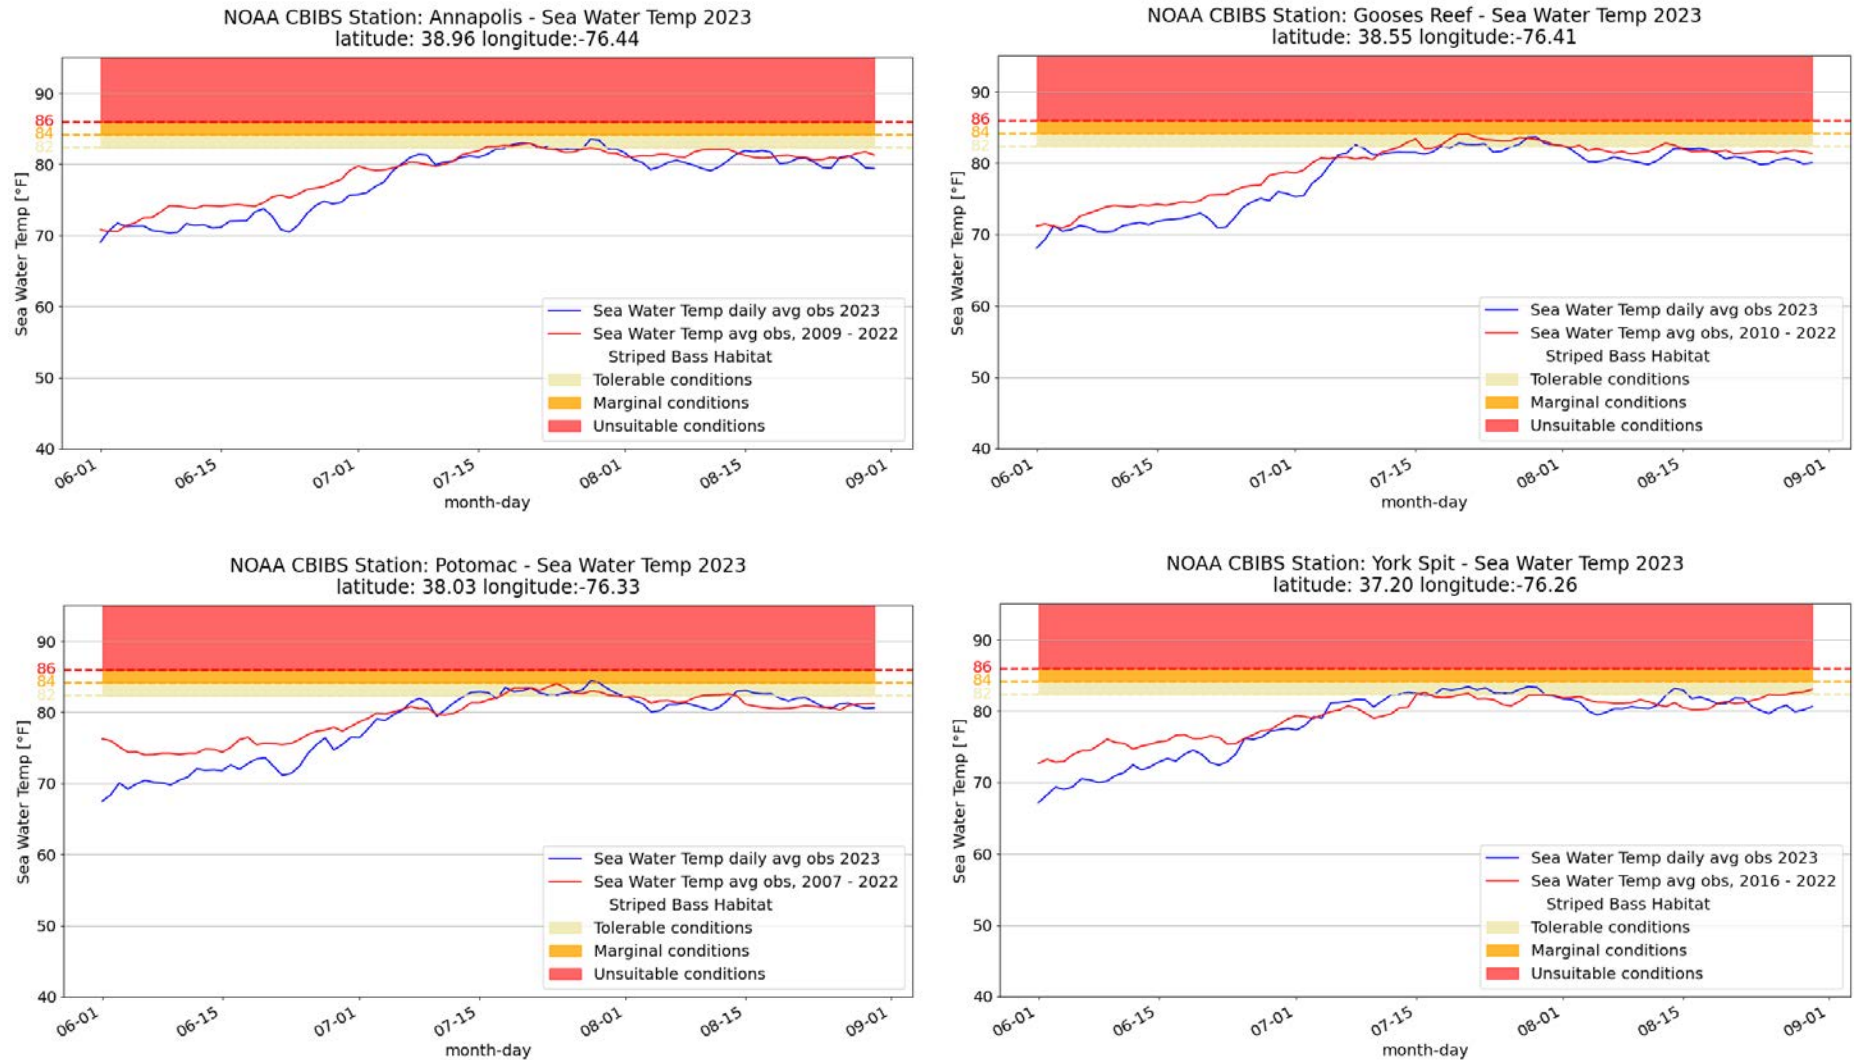 NOAA CBIBS Station: Annapolis - Sea Water Temp 2023
latitude: 38.96 longitude:-76.44
Sea Water Temp [°F]
90
86
84
82
80
70
60
50
40
Sea Water Temp daily avg obs 2023
Sea Water Temp avg obs, 2009 - 2022
Striped Bass Habitat
Tolerable conditions
Marginal conditions
Unsuitable conditions
06-01
06-15
07-01
07-15
08-01
08-15
09-01
month-day
NOAA CBIBS Station: Gooses Reef - Sea Water Temp 2023
latitude: 38.55 longitude:-76.41
Sea Water Temp [°F]
90
86
84
82
80
70
60
50
40
Sea Water Temp daily avg obs 2023
Sea Water Temp avg obs, 2010 - 2022
Striped Bass Habitat
Tolerable conditions
Marginal conditions
Unsuitable conditions
06-01
06-15
07-01
07-15
08-01
08-15
09-01
month-day
NOAA CBIBS Station: Potomac - Sea Water Temp 2023
latitude: 38.03 longitude:-76.33
Sea Water Temp [°F]
90
86
84
82
80
70
60
50
40
Sea Water Temp daily avg obs 2023
Sea Water Temp avg obs, 2007 - 2022
Striped Bass Habitat
Tolerable conditions
Marginal conditions
Unsuitable conditions
06-01
06-15
07-01
07-15
08-01
08-15
09-01
month-day
NOAA CBIBS Station: York Spit - Sea Water Temp 2023
latitude: 37.20 longitude:-76.26
Sea Water Temp [°F]
90
86
84
82
80
70
60
50
40
Sea Water Temp daily avg obs 2023
Sea Water Temp avg obs, 2016 - 2022
Striped Bass Habitat
Tolerable conditions
Marginal conditions
Unsuitable conditions
06-01
06-15
07-01
07-15
08-01
08-15
09-01
month-day